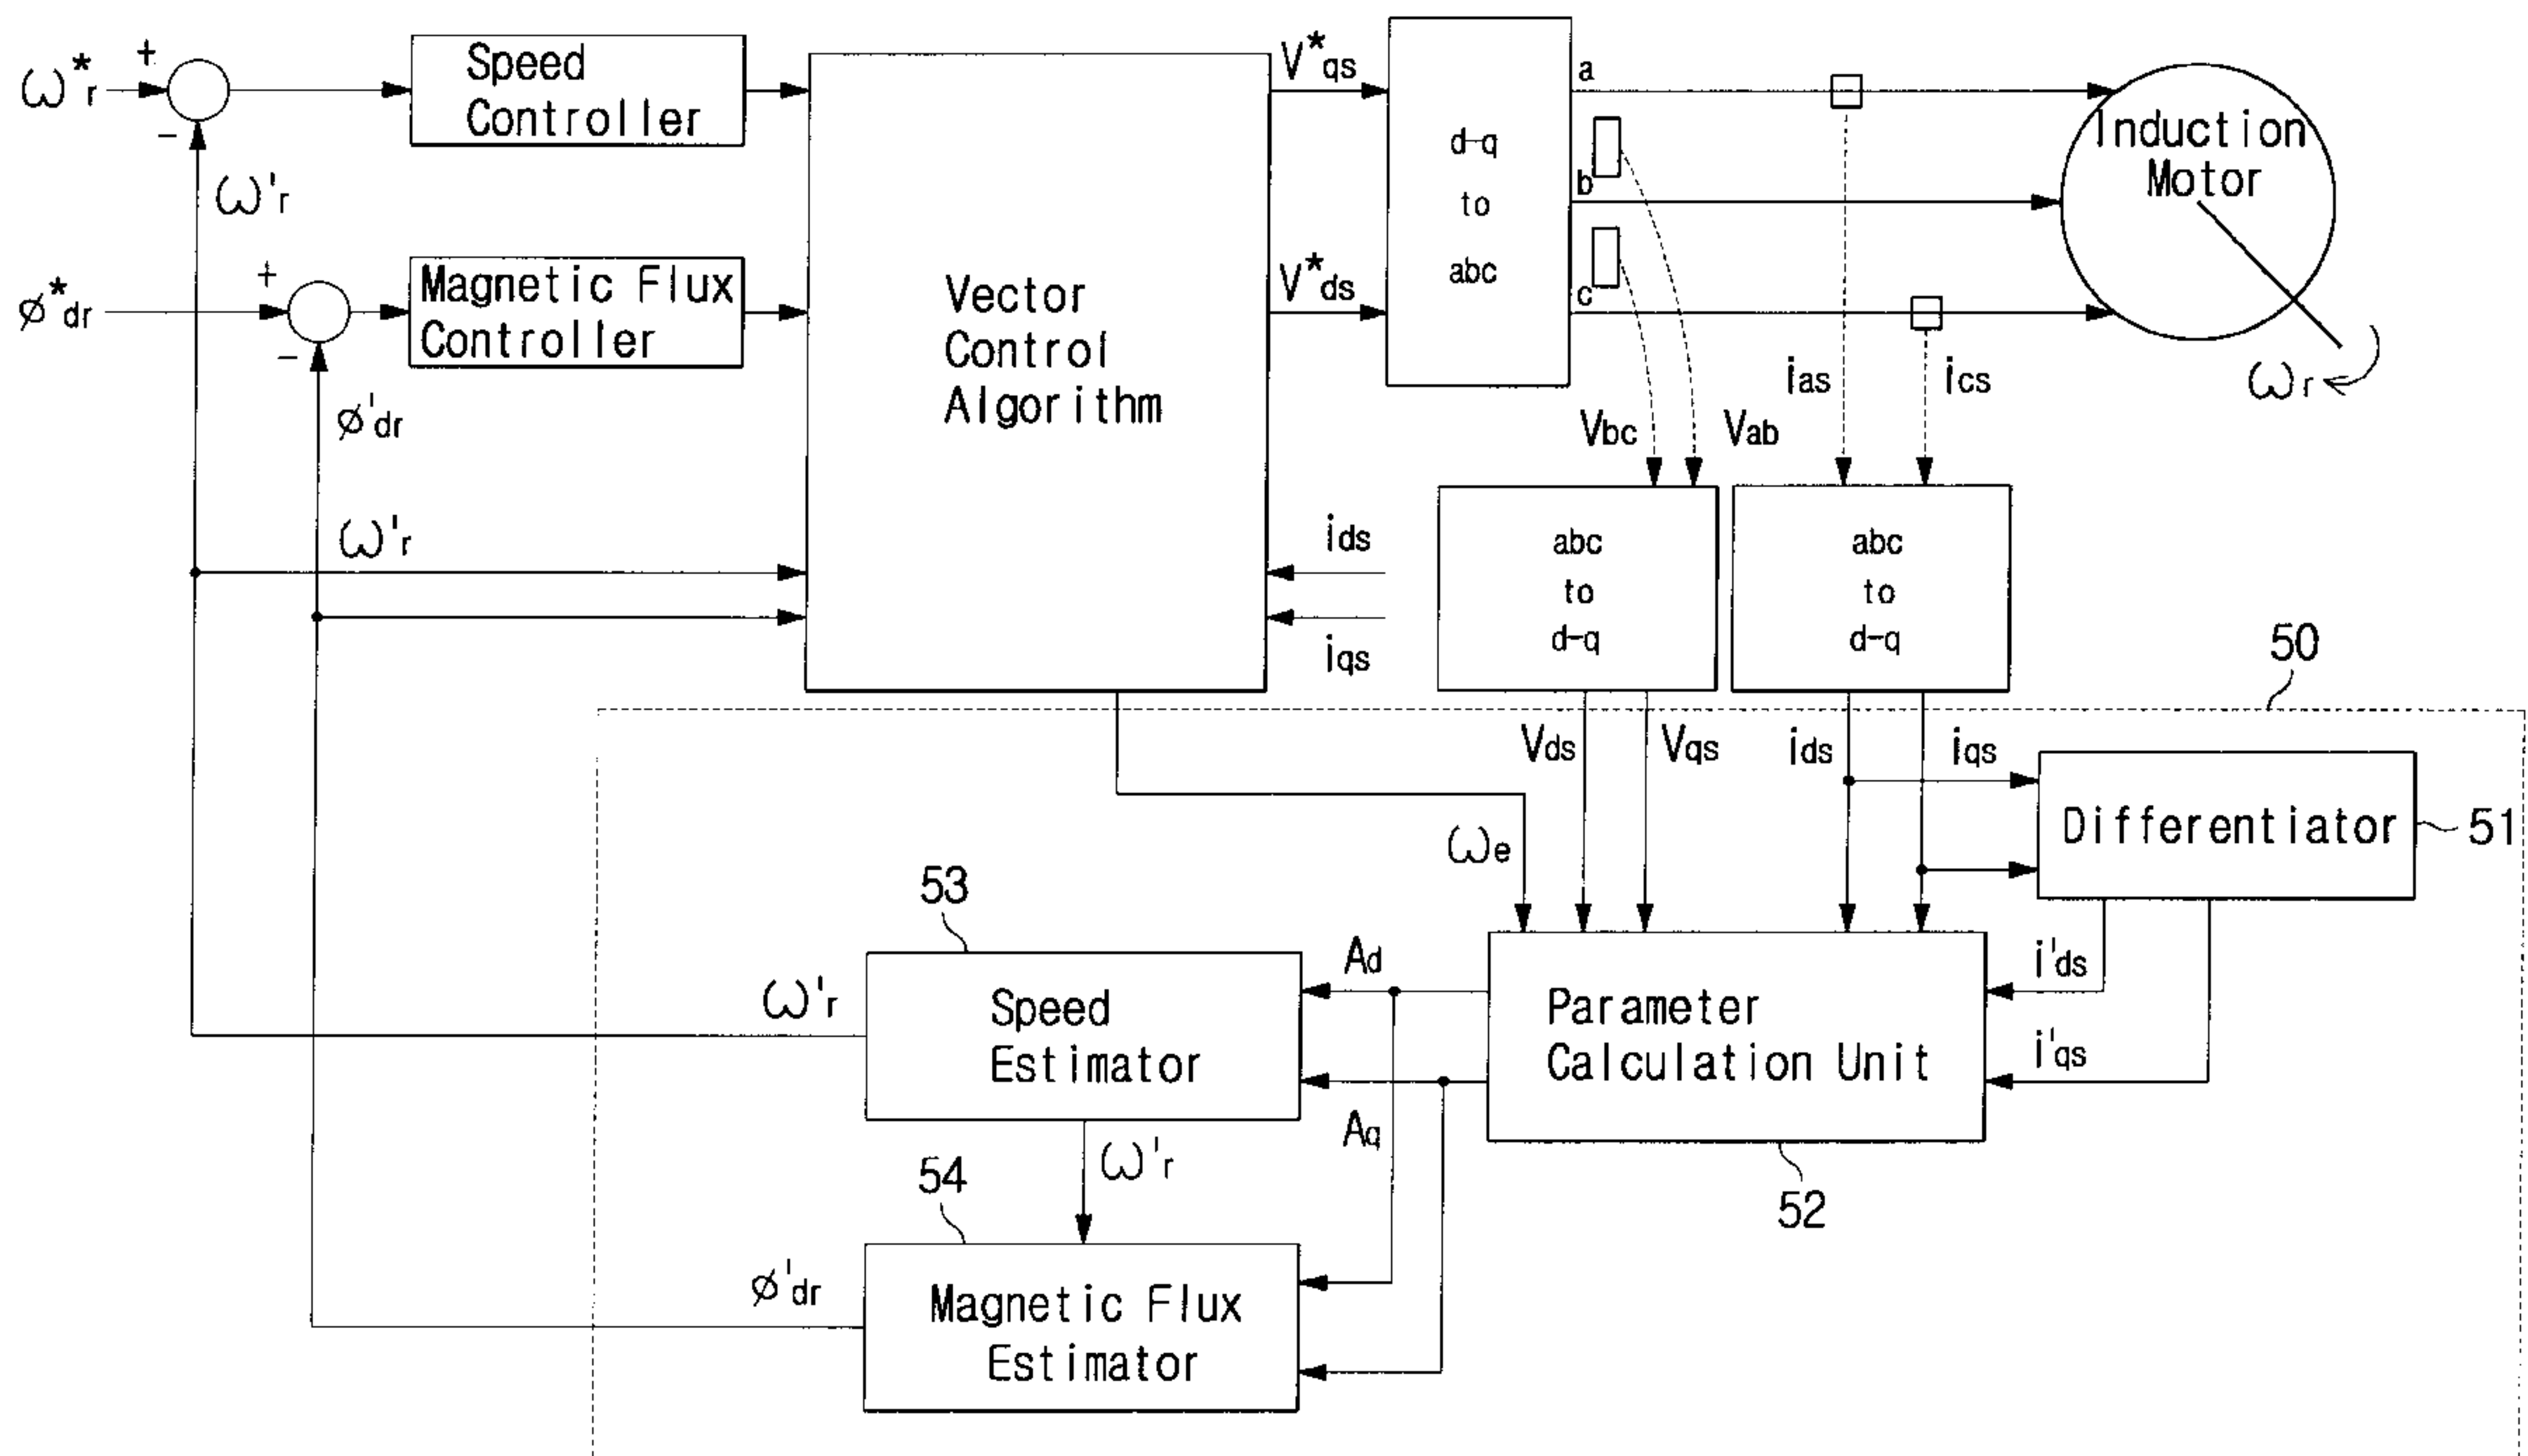 ω*r
+
-
Speed
Controller
ω'r
ø*dr
+
-
Magnetic Flux
Controller
ø'dr
ω'r
Vector
Control
Algorithm
V*qs
V*ds
d-q
to
abc
a
b
c
Induction
Motor
ωr
ias
ics
Vbc
Vab
ids
iqs
abc
to
d-q
abc
to
d-q
50
Vds
Vqs
ids
iqs
Differentiator
51
ωe
53
Speed
Estimator
ω'r
Ad
Aq
Parameter
Calculation Unit
i'ds
i'qs
52
ω'r
54
Magnetic Flux
Estimator
ø'dr